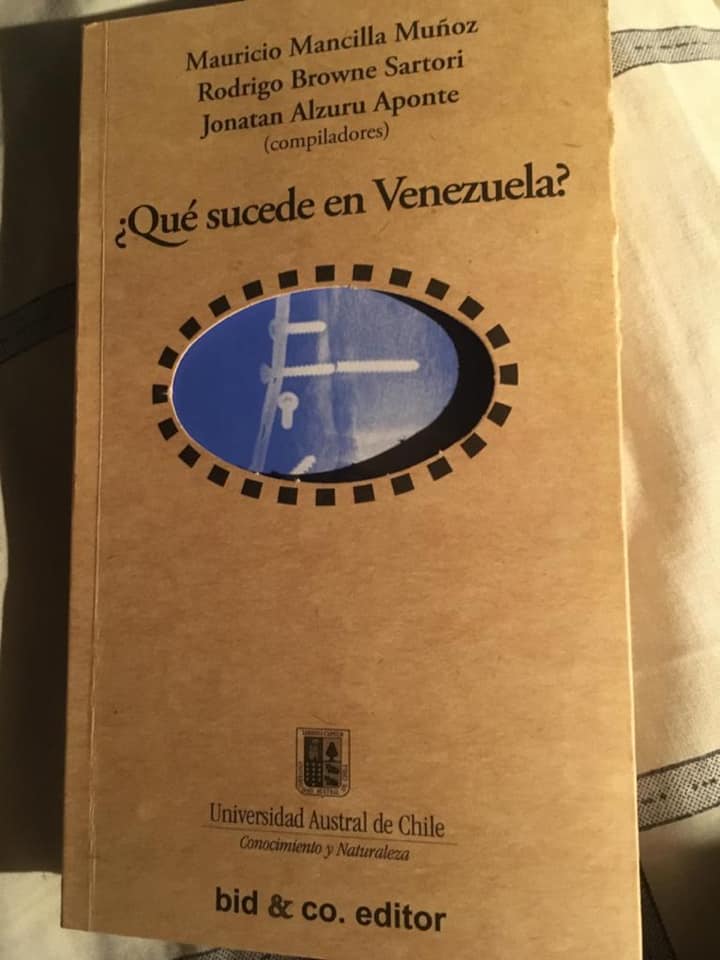 Mauricio Mancilla Muñoz
Rodrigo Browne Sartori
Jonatan Alzuru Aponte
(compiladores)
¿Qué sucede en Venezuela?
Universidad Austral de Chile
Conocimiento y Naturaleza
bid & co. editor